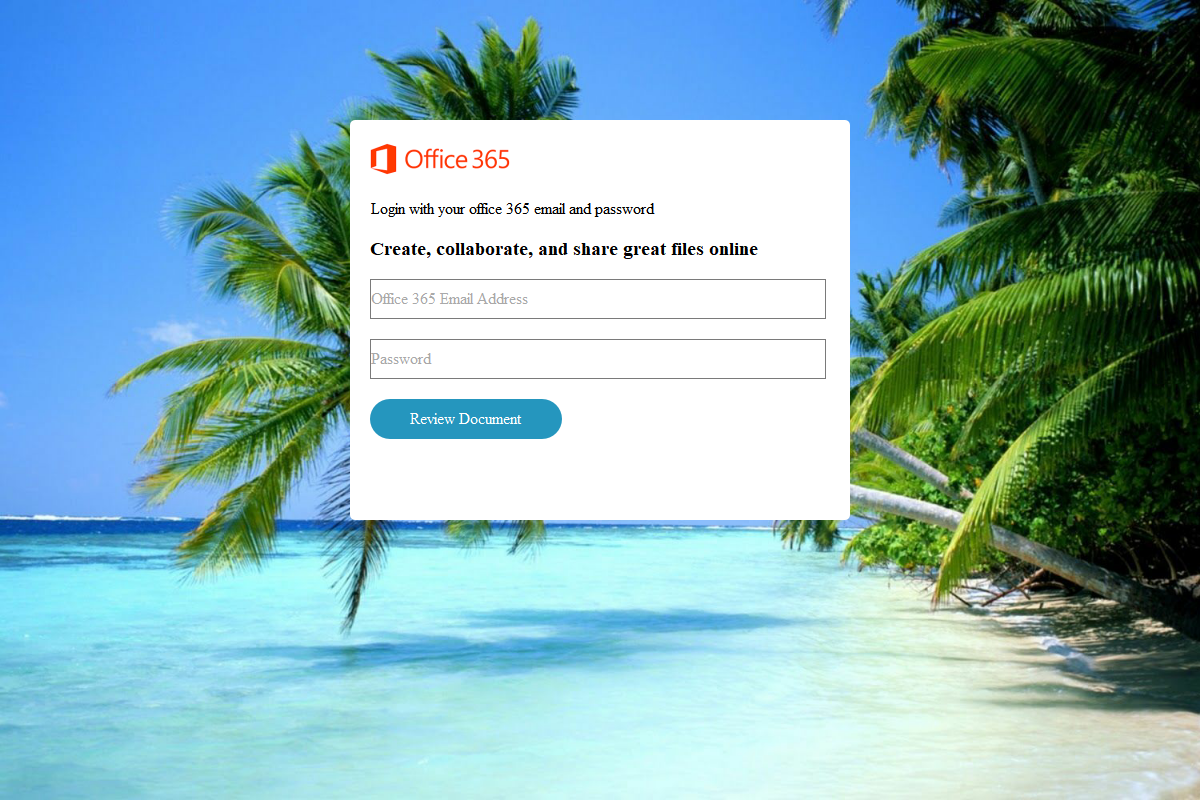 Office 365
Login with your office 365 email and password
Create, collaborate, and share great files online
Office 365 Email Address
Password
Review Document